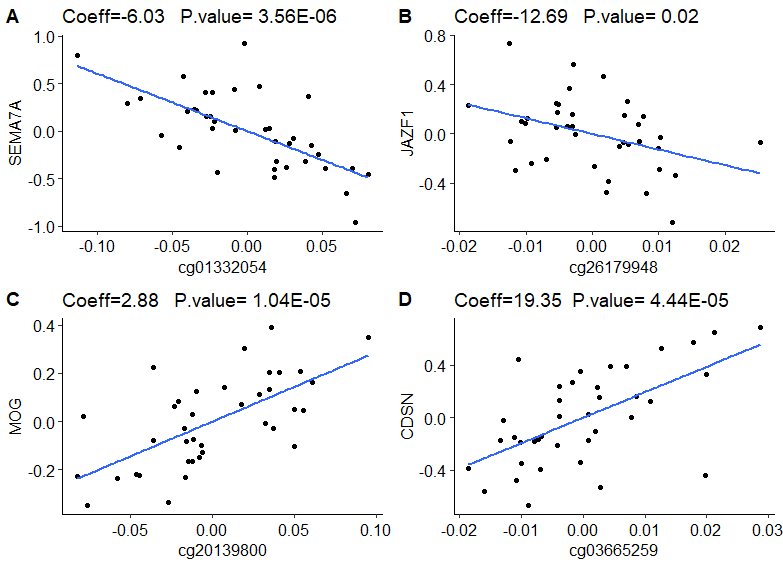 A Coeff=-6.03 P.value= 3.56E-06
1.0
0.5
0.0
-0.5
-1.0
SEMA7A
-0.10 -0.05 0.00 0.05
cg01332054
B Coeff=-12.69 P.value= 0.02
0.8
0.4
0.0
-0.4
JAZF1
-0.02 -0.01 0.00 0.01 0.02
cg26179948
C Coeff=2.88 P.value= 1.04E-05
0.4
0.2
0.0
-0.2
MOG
-0.05 0.00 0.05 0.10
cg20139800
D Coeff=19.35 P.value= 4.44E-05
0.4
0.0
-0.4
CDSN
-0.02 -0.01 0.00 0.01 0.02 0.03
cg03665259